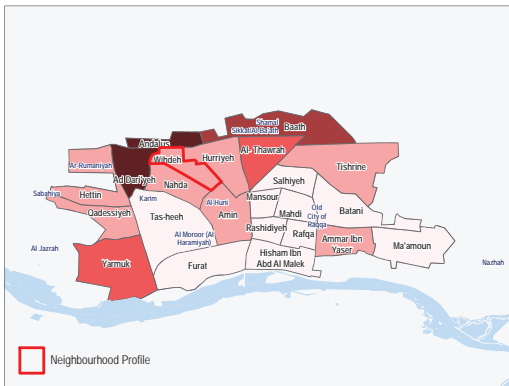 Shamal
Sikkat Al Ba'ath
Baath
Andalus
Wihdeh
Hurriyeh
Al- Thawrah
Ar-Rumaniyah
Tishrine
Ad Darjyeh
Nahda
Salhiyeh
Sabahiya
Hettin
Karim
Al-Huni
Mansour
Old
City of
Raqqa
Qadessiyeh
Tas-heeh
Amin
Mahdi
Batani
Al Moroor (Al
Haramiyah)
Rashidiyeh
Rafqa
Ammar Ibn
Yaser
Ma'amoun
Al Jazrah
Yarmuk
Furat
Hisham Ibn
Abd Al Malek
Nazhah
Neighbourhood Profile